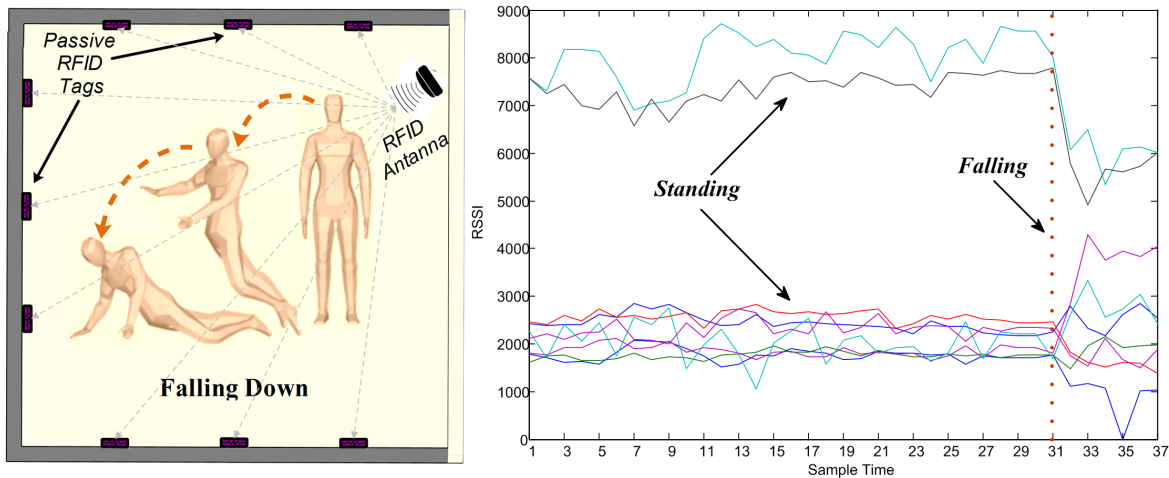 Passive
RFID
Tags
RFID
Antanna
Falling Down
9000
8000
7000
6000
5000
4000
3000
2000
1000
0
RSSI
Standing
Falling
1 3 5 7 9 11 13 15 17 19 21 23 25 27 29 31 33 35 37
Sample Time